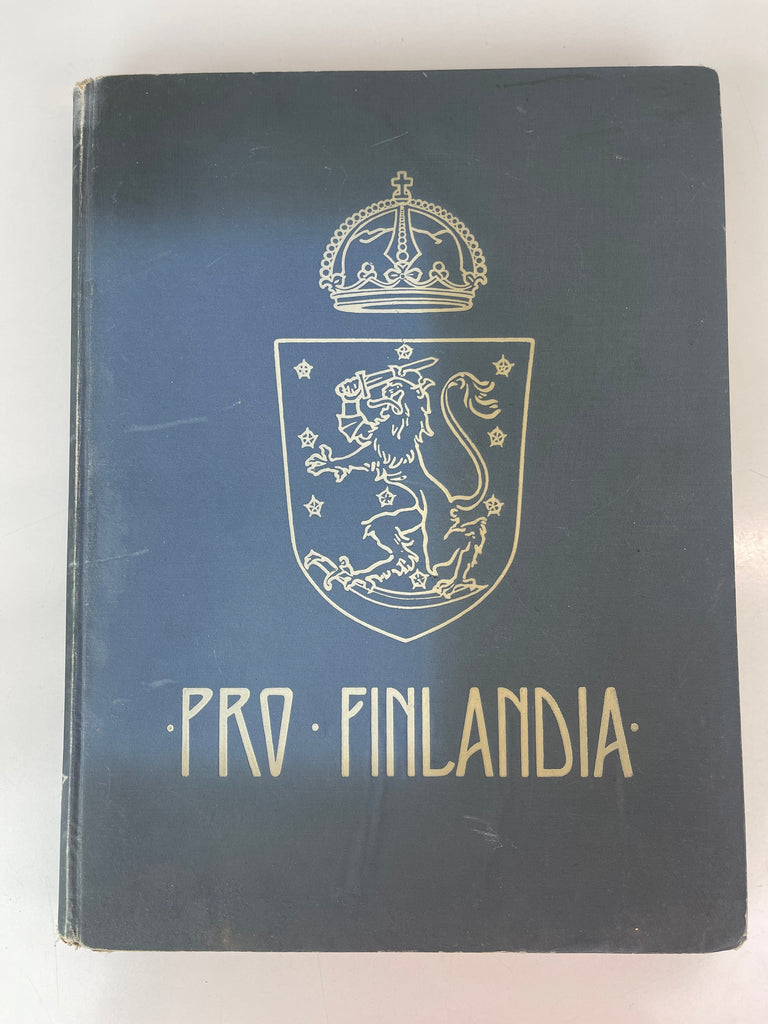 · PRO · FINLANDIA ·